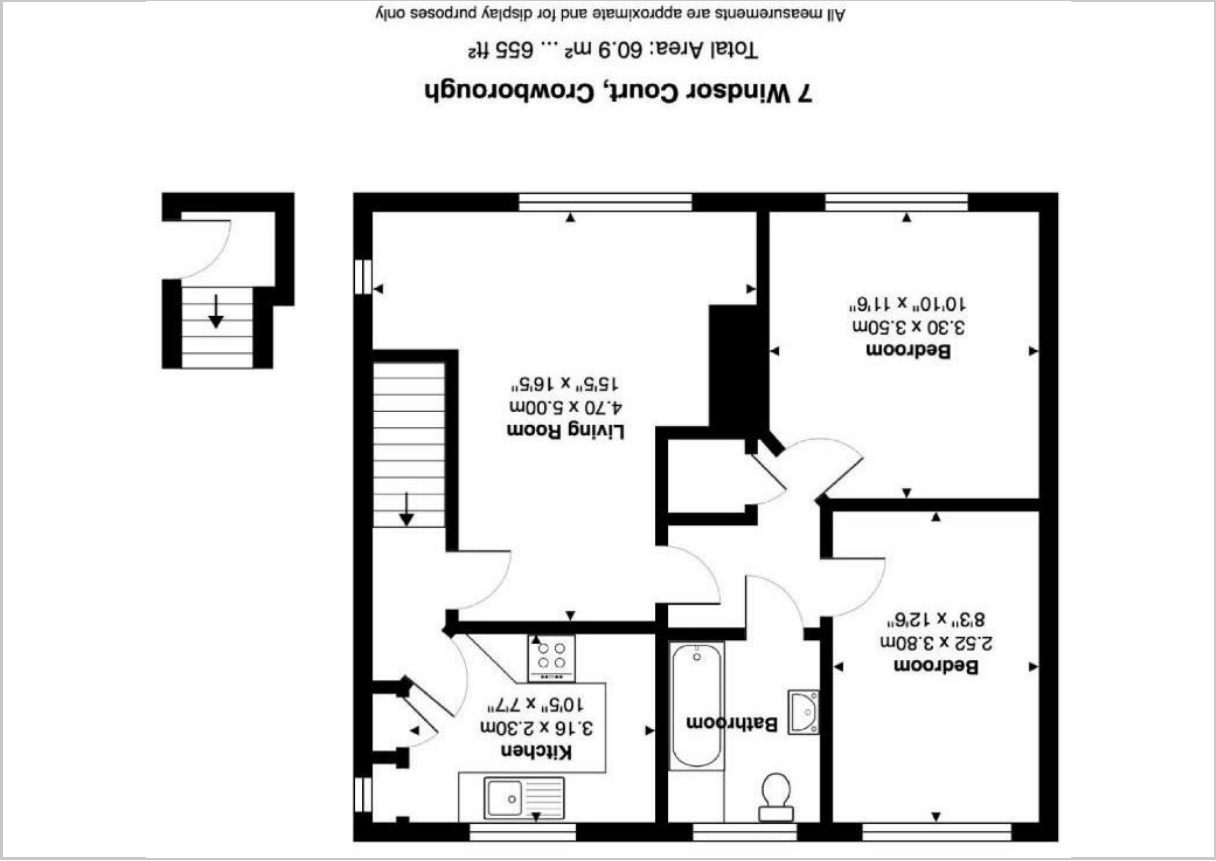 7 Windsor Court, Crowborough
Total Area: 60.9 m² ... 655 ft²
All measurements are approximate and for display purposes only
Bedroom
2.52 x 3.80m
8'3" x 12'6"
Bathroom
Kitchen
3.16 x 2.30m
10'5" x 7'7"
Bedroom
3.30 x 3.50m
10'10" x 11'6"
Living Room
4.70 x 5.00m
15'5" x 16'5"